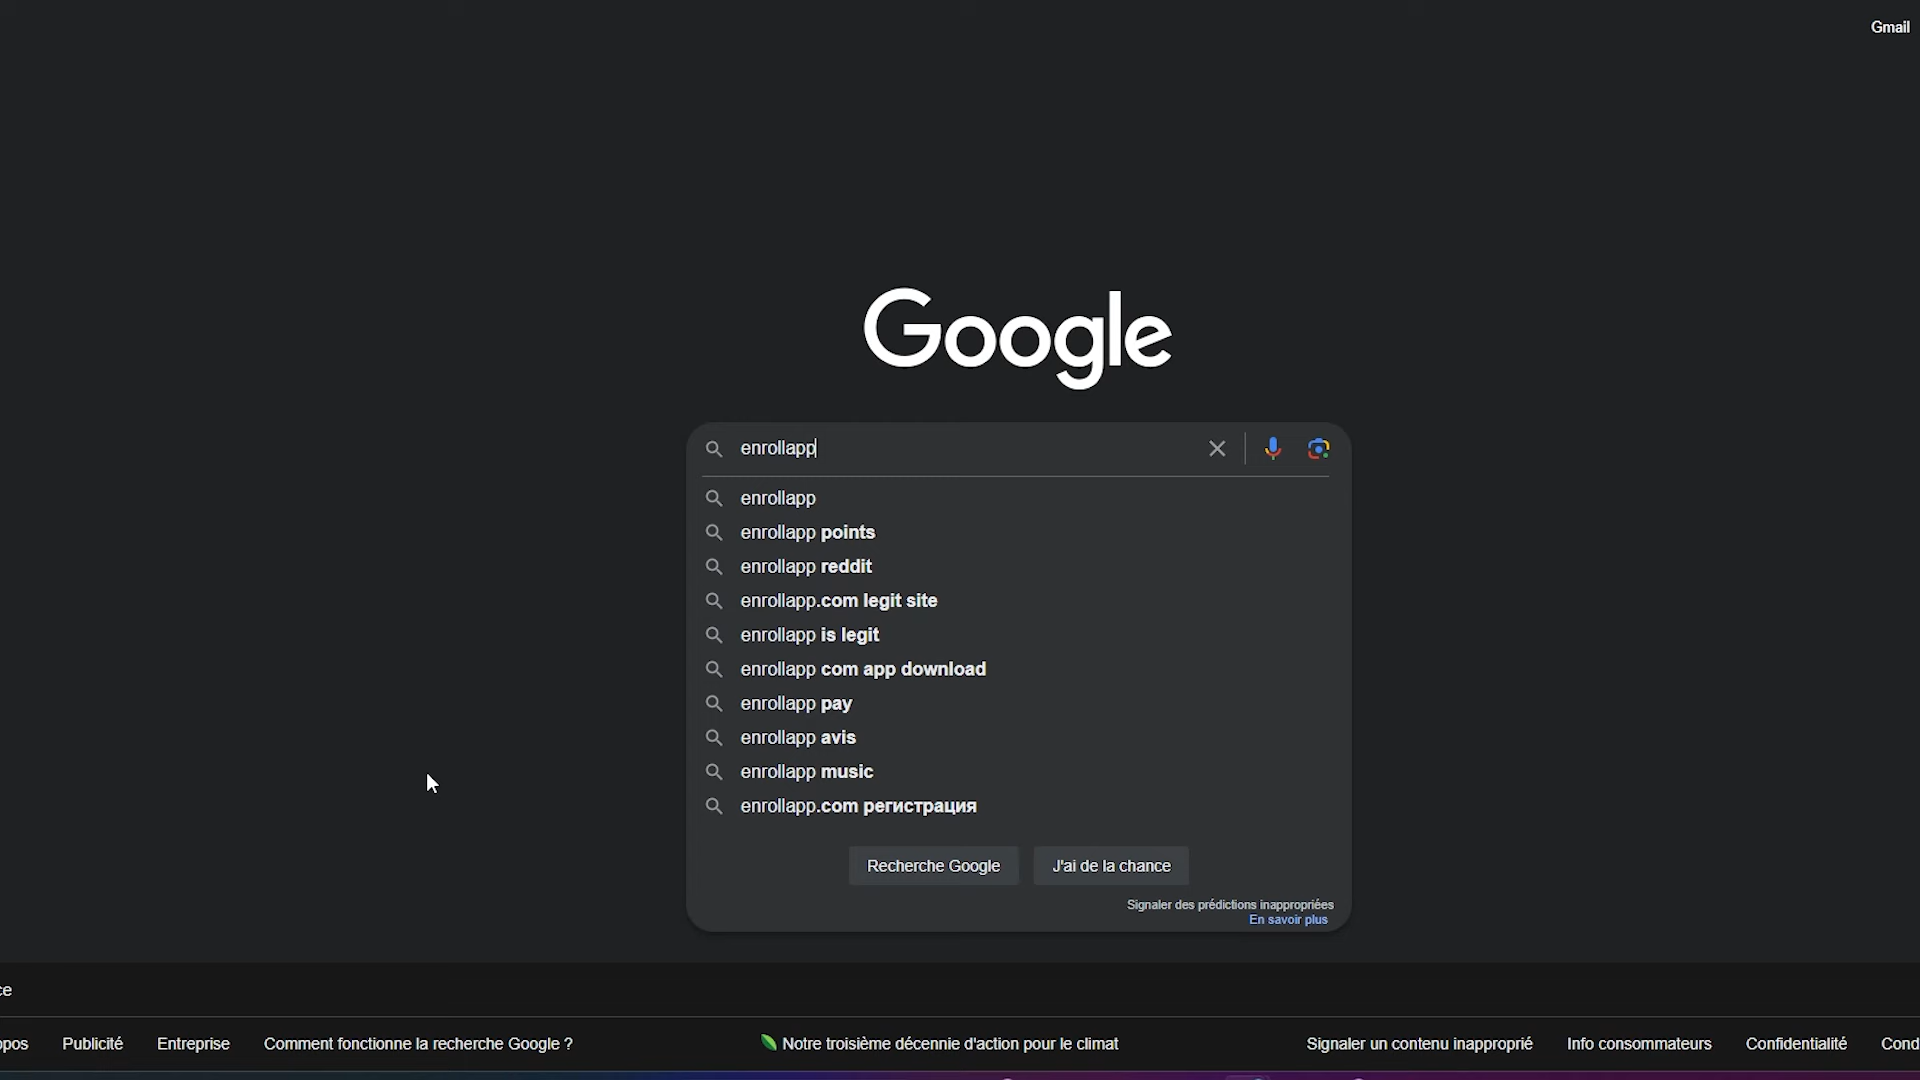 Gmail
Google
enrollapp
enrollapp
enrollapp points
enrollapp reddit
enrollapp.com legit site
enrollapp is legit
enrollapp com app download
enrollapp pay
enrollapp avis
enrollapp music
enrollapp.com регистрация
Recherche Google
J'ai de la chance
Signaler des prédictions inappropriées
En savoir plus
ce
opos
Publicité
Entreprise
Comment fonctionne la recherche Google ?
Notre troisième décennie d'action pour le climat
Signaler un contenu inapproprié
Info consommateurs
Confidentialité
Cond